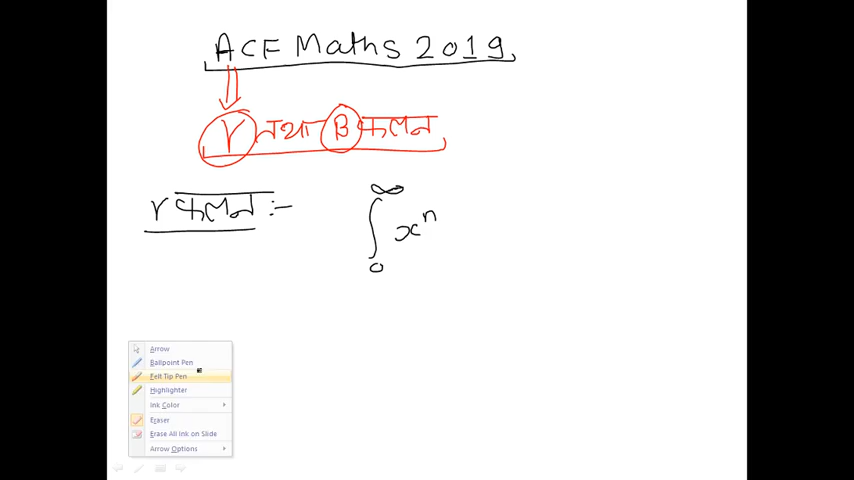 ACF Maths 2019
γ तथा β फलन
γ फलन :-
∫₀^∞ xⁿ
Arrow
Ballpoint Pen
Felt Tip Pen
Highlighter
Ink Color
Eraser
Erase All Ink on Slide
Arrow Options